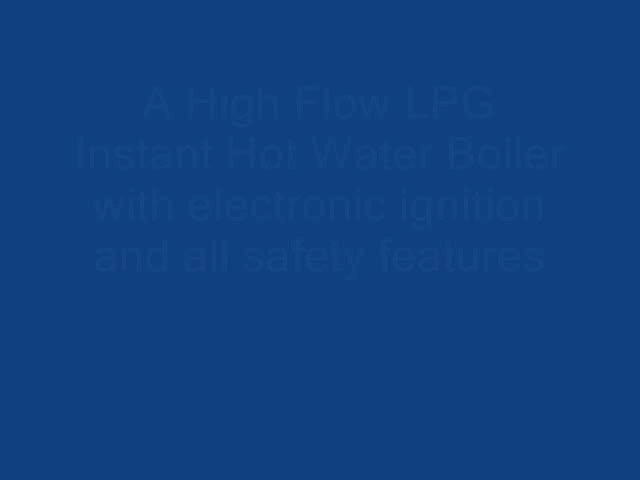 A High Flow LPG
Instant Hot Water Boiler
with electronic ignition
and all safety features